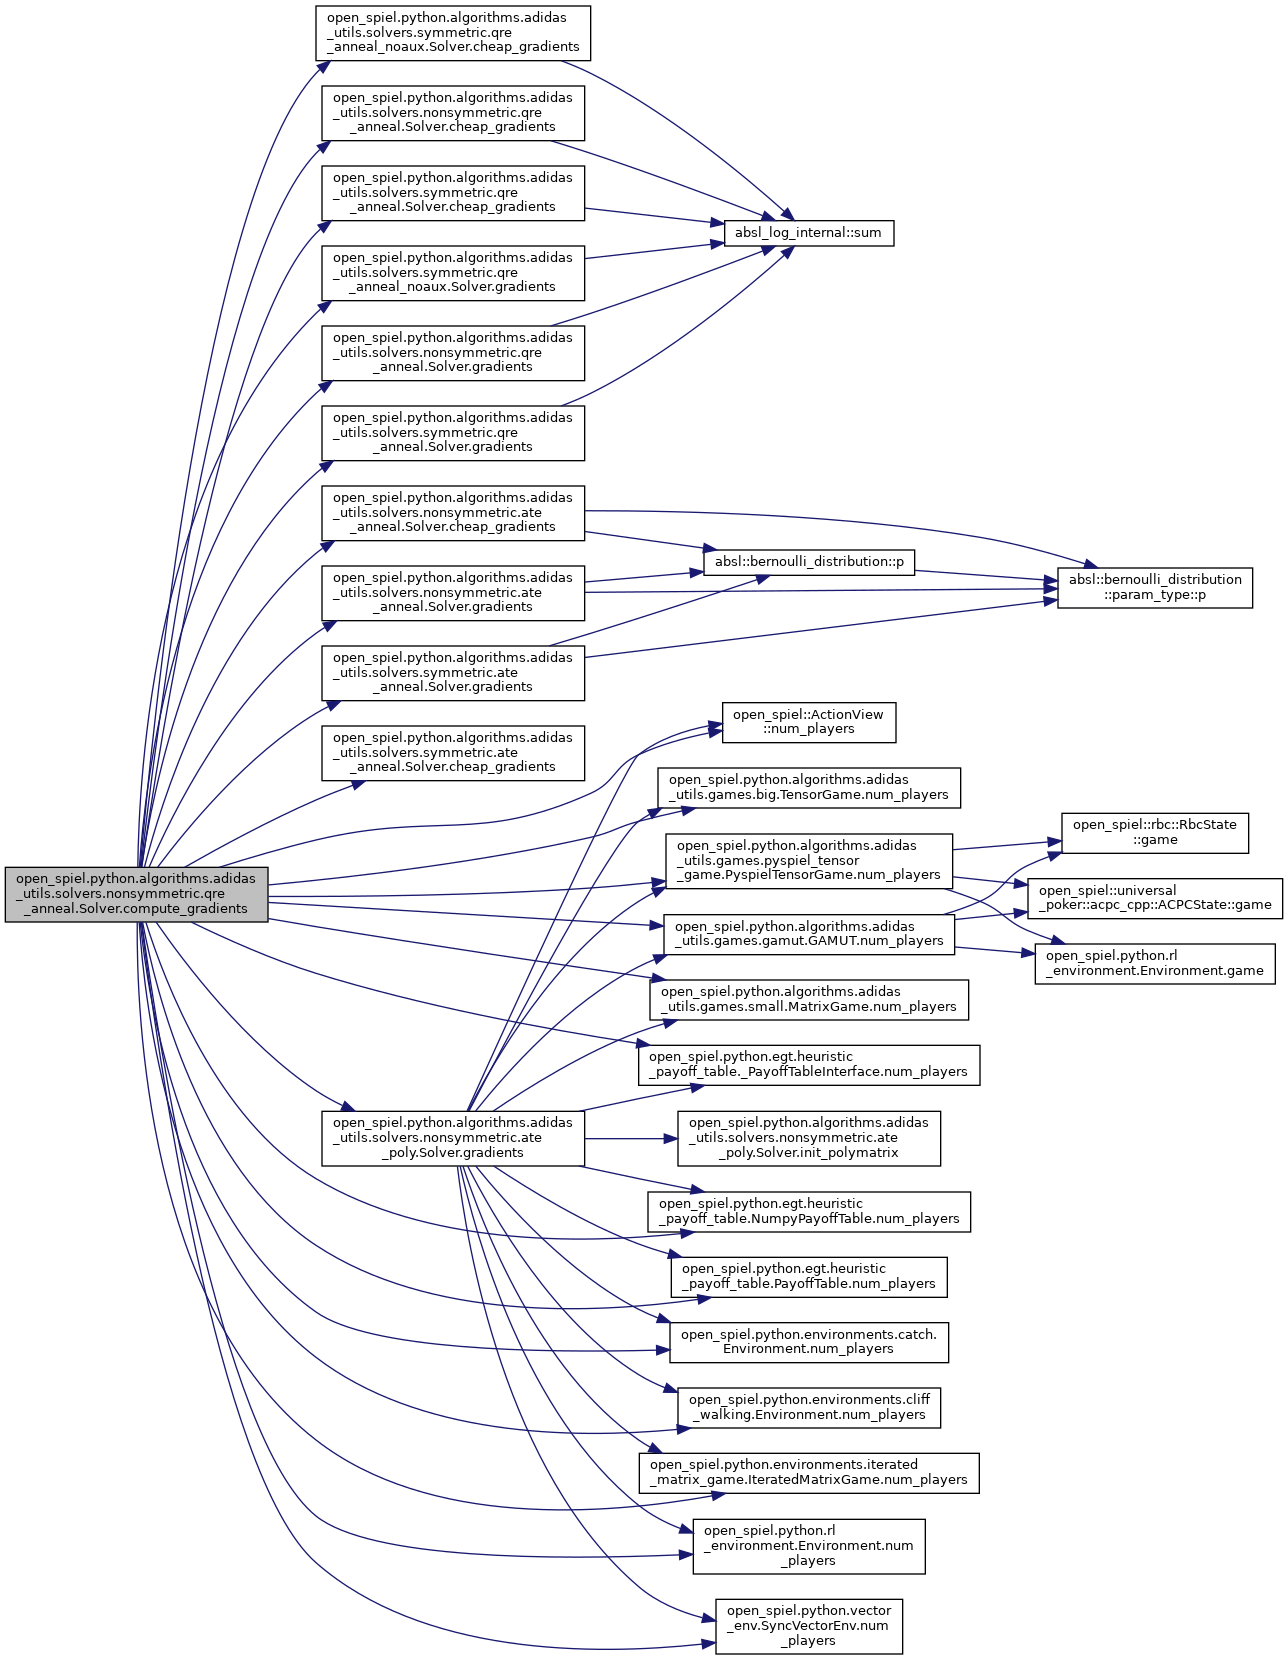 open_spiel.python.algorithms.adidas
_utils.solvers.symmetric.qre
_anneal_noaux.Solver.cheap_gradients
open_spiel.python.algorithms.adidas
_utils.solvers.nonsymmetric.qre
_anneal.Solver.cheap_gradients
open_spiel.python.algorithms.adidas
_utils.solvers.symmetric.qre
_anneal.Solver.cheap_gradients
absl_log_internal::sum
open_spiel.python.algorithms.adidas
_utils.solvers.symmetric.qre
_anneal_noaux.Solver.gradients
open_spiel.python.algorithms.adidas
_utils.solvers.nonsymmetric.qre
_anneal.Solver.gradients
open_spiel.python.algorithms.adidas
_utils.solvers.symmetric.qre
_anneal.Solver.gradients
open_spiel.python.algorithms.adidas
_utils.solvers.nonsymmetric.ate
_anneal.Solver.cheap_gradients
absl::bernoulli_distribution::p
absl::bernoulli_distribution
::param_type::p
open_spiel.python.algorithms.adidas
_utils.solvers.nonsymmetric.ate
_anneal.Solver.gradients
open_spiel.python.algorithms.adidas
_utils.solvers.symmetric.ate
_anneal.Solver.gradients
open_spiel::ActionView
::num_players
open_spiel.python.algorithms.adidas
_utils.solvers.symmetric.ate
_anneal.Solver.cheap_gradients
open_spiel.python.algorithms.adidas
_utils.games.big.TensorGame.num_players
open_spiel::rbc::RbcState
::game
open_spiel.python.algorithms.adidas
_utils.games.pyspiel_tensor
_game.PyspielTensorGame.num_players
open_spiel.python.algorithms.adidas
_utils.solvers.nonsymmetric.qre
_anneal.Solver.compute_gradients
open_spiel::universal
_poker::acpc_cpp::ACPCState::game
open_spiel.python.algorithms.adidas
_utils.games.gamut.GAMUT.num_players
open_spiel.python.rl
_environment.Environment.game
open_spiel.python.algorithms.adidas
_utils.games.small.MatrixGame.num_players
open_spiel.python.egt.heuristic
_payoff_table._PayoffTableInterface.num_players
open_spiel.python.algorithms.adidas
_utils.solvers.nonsymmetric.ate
_poly.Solver.gradients
open_spiel.python.algorithms.adidas
_utils.solvers.nonsymmetric.ate
_poly.Solver.init_polymatrix
open_spiel.python.egt.heuristic
_payoff_table.NumpyPayoffTable.num_players
open_spiel.python.egt.heuristic
_payoff_table.PayoffTable.num_players
open_spiel.python.environments.catch.
Environment.num_players
open_spiel.python.environments.cliff
_walking.Environment.num_players
open_spiel.python.environments.iterated
_matrix_game.IteratedMatrixGame.num_players
open_spiel.python.rl
_environment.Environment.num
_players
open_spiel.python.vector
_env.SyncVectorEnv.num
_players